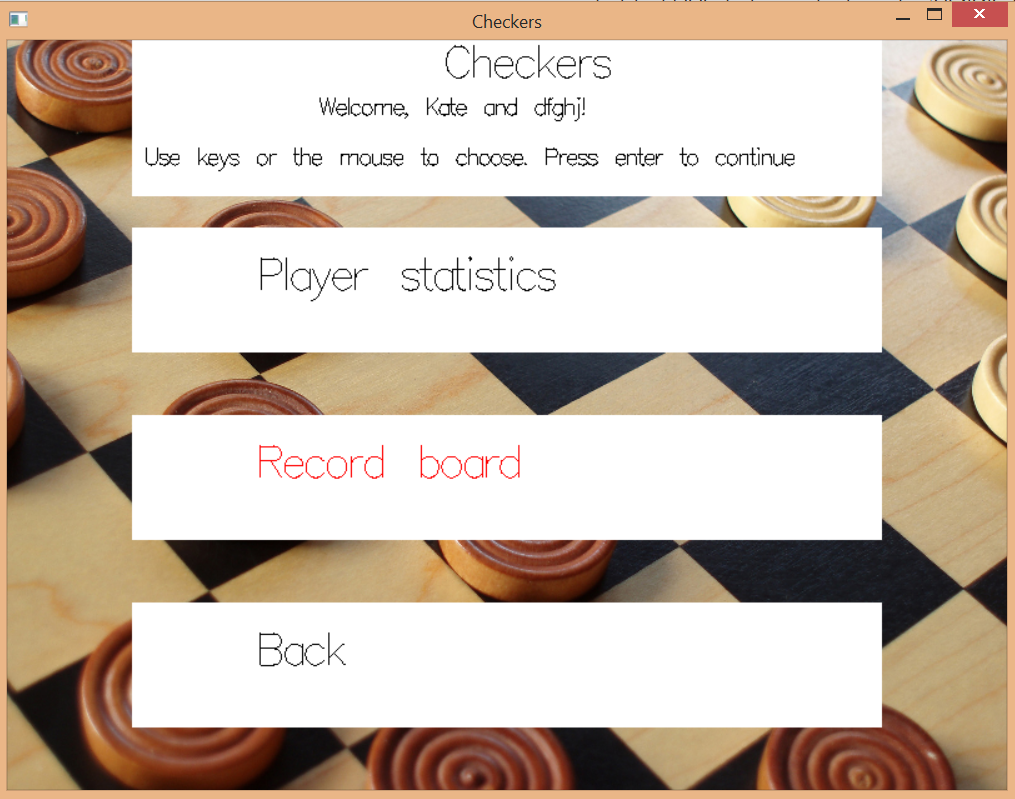 Checkers
Checkers
Welcome, Kate and dfghj!
Use keys or the mouse to choose. Press enter to continue
Player statistics
Record board
Back